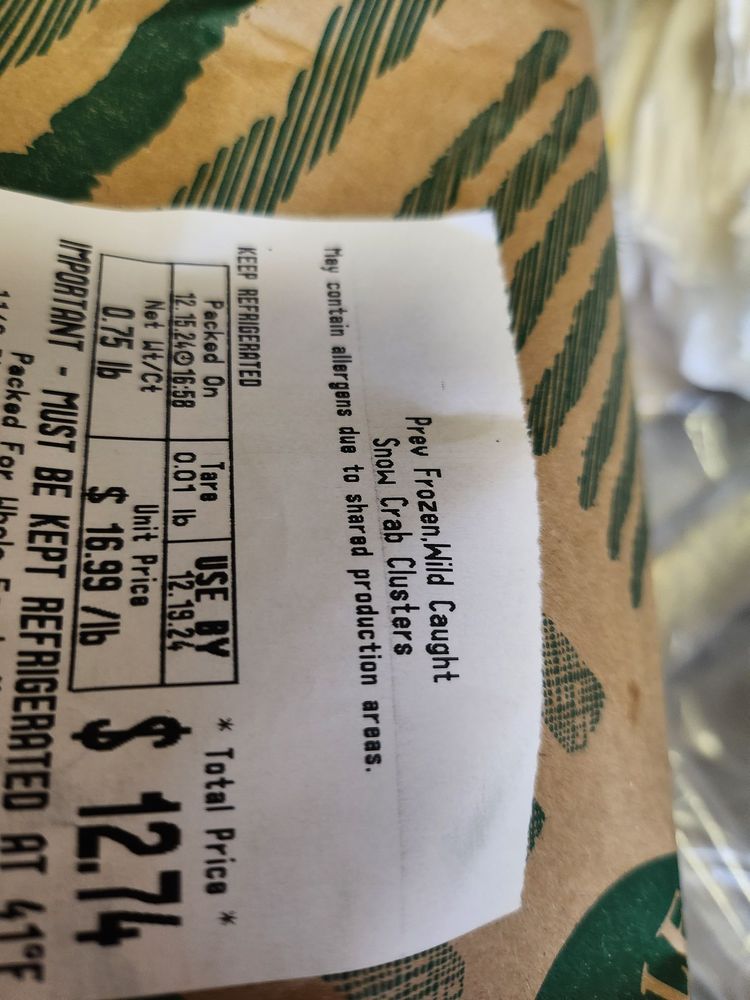 Prev Frozen,Wild Caught
Snow Crab Clusters
May contain allergens due to shared production areas.
KEEP REFRIGERATED
Packed On Tare USE BY
12.15.24@16:58 0.01 lb 12.19.24
Net Wt/Ct Unit Price
0.75 lb $ 16.99 /lb
* Total Price *
$ 12.74
IMPORTANT - MUST BE KEPT REFRIGERATED AT 41°F
Packed For Whole